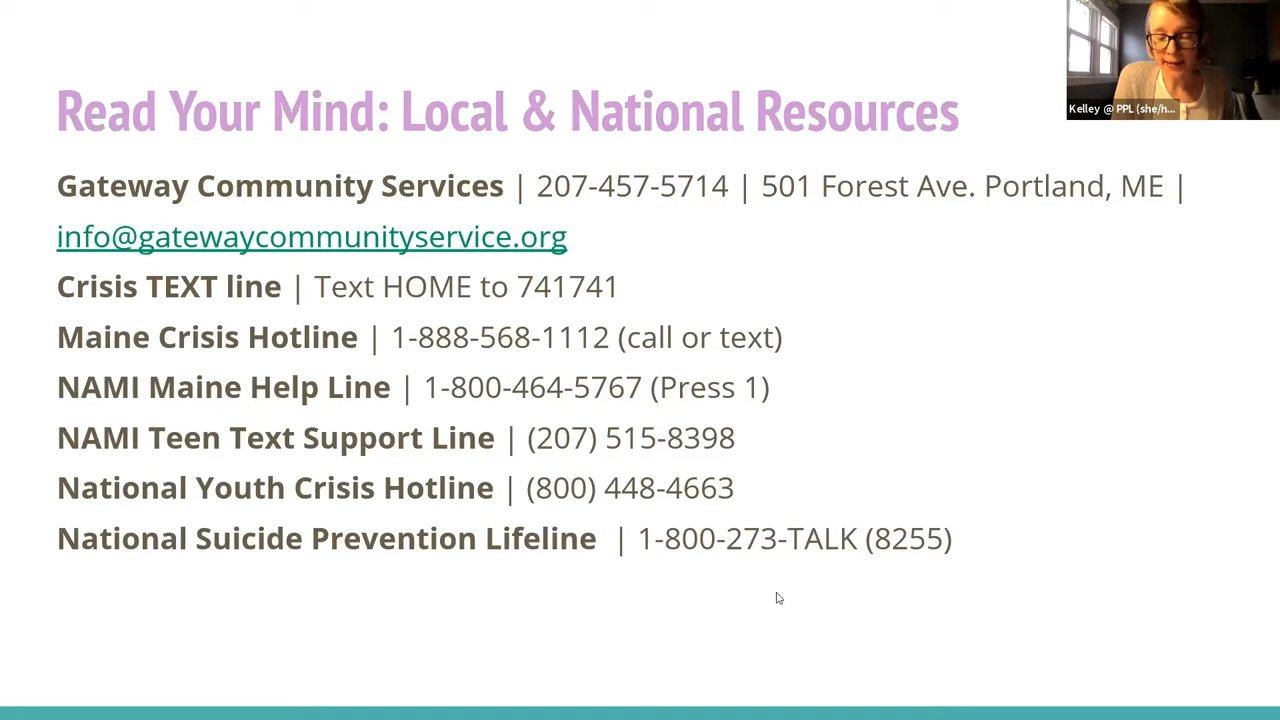 Kelley @ PPL (she/h...
Read Your Mind: Local & National Resources
Gateway Community Services | 207-457-5714 | 501 Forest Ave. Portland, ME |
info@gatewaycommunityservice.org
Crisis TEXT line | Text HOME to 741741
Maine Crisis Hotline | 1-888-568-1112 (call or text)
NAMI Maine Help Line | 1-800-464-5767 (Press 1)
NAMI Teen Text Support Line | (207) 515-8398
National Youth Crisis Hotline | (800) 448-4663
National Suicide Prevention Lifeline | 1-800-273-TALK (8255)